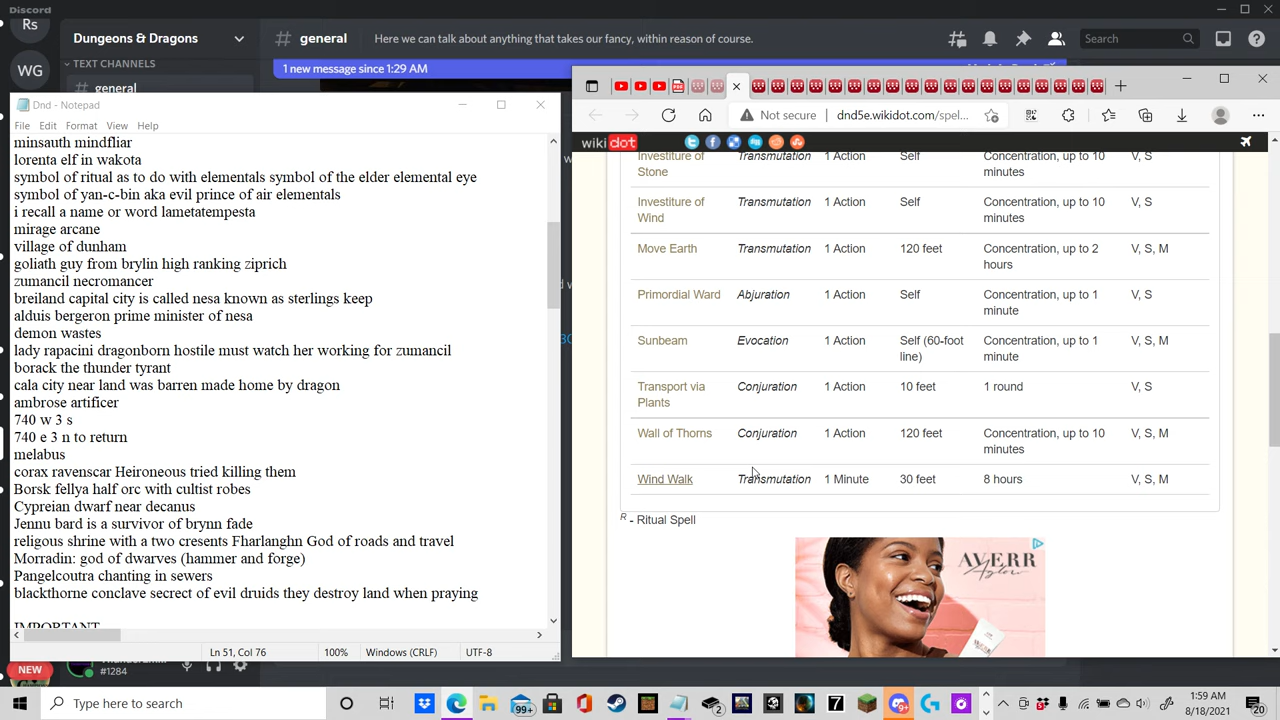 Discord
Rs
Dungeons & Dragons
# general
Here we can talk about anything that takes our fancy, within reason of course.
Search
WG
TEXT CHANNELS
1 new message since 1:29 AM
general
Dnd - Notepad
File Edit Format View Help
minsauth mindfliar
lorenta elf in wakota
symbol of ritual as to do with elementals symbol of the elder elemental eye
symbol of yan-c-bin aka evil prince of air elementals
i recall a name or word lametatempesta
mirage arcane
village of dunham
goliath guy from brylin high ranking ziprich
zumancil necromancer
breiland capital city is called nesa known as sterlings keep
alduis bergeron prime minister of nesa
demon wastes
lady rapacini dragonborn hostile must watch her working for zumancil
borack the thunder tyrant
cala city near land was barren made home by dragon
ambrose artificer
740 w 3 s
740 e 3 n to return
melabus
corax ravenscar Heironeous tried killing them
Borsk fellya half orc with cultist robes
Cypreian dwarf near decanus
Jennu bard is a survivor of brynn fade
religous shrine with a two cresents Fharlanghn God of roads and travel
Morradin: god of dwarves (hammer and forge)
Pangelcoutra chanting in sewers
blackthorne conclave secrect of evil druids they destroy land when praying
IMPORTANT
Ln 51, Col 76 100% Windows (CRLF) UTF-8
NEW
#1284
Not secure dnd5e.wikidot.com/spel...
wikidot
Investiture of Stone Transmutation 1 Action Self Concentration, up to 10 minutes V, S
Investiture of Wind Transmutation 1 Action Self Concentration, up to 10 minutes V, S
Move Earth Transmutation 1 Action 120 feet Concentration, up to 2 hours V, S, M
Primordial Ward Abjuration 1 Action Self Concentration, up to 1 minute V, S
Sunbeam Evocation 1 Action Self (60-foot line) Concentration, up to 1 minute V, S, M
Transport via Plants Conjuration 1 Action 10 feet 1 round V, S
Wall of Thorns Conjuration 1 Action 120 feet Concentration, up to 10 minutes V, S, M
Wind Walk Transmutation 1 Minute 30 feet 8 hours V, S, M
R - Ritual Spell
AVERR
Aglow
Type here to search
99+
2
7
9+
1:59 AM
8/18/2021
20